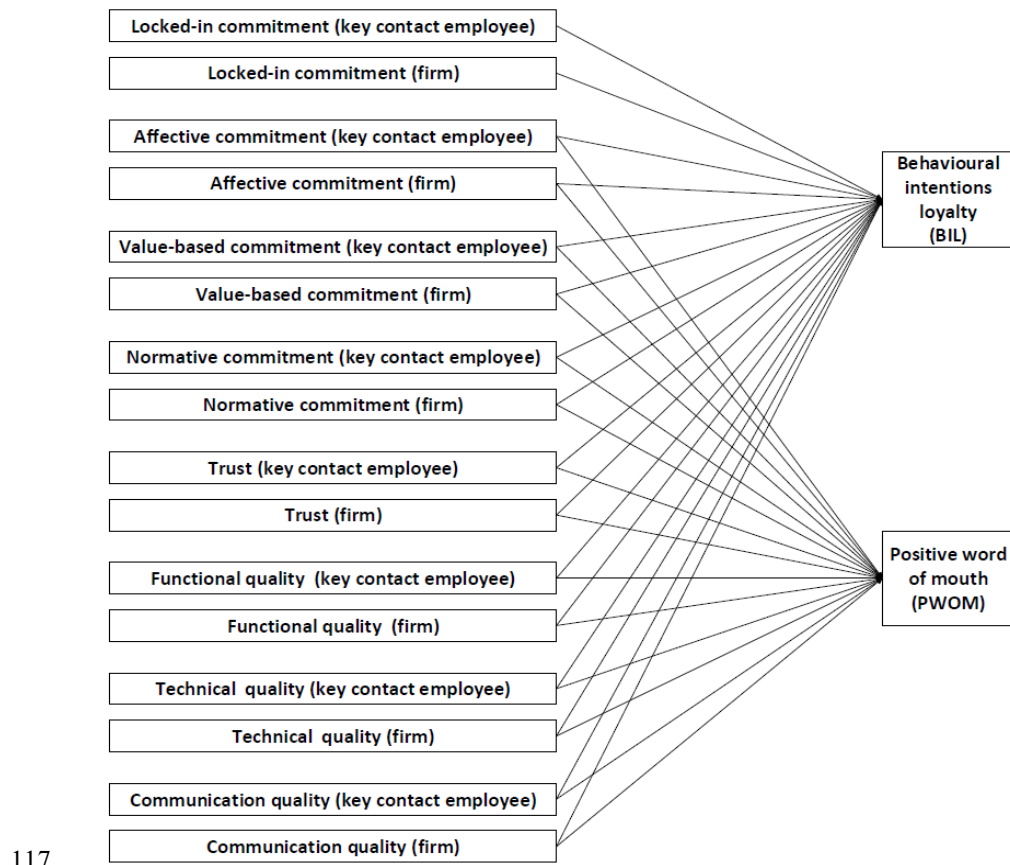 Locked-in commitment (key contact employee)
Locked-in commitment (firm)
Affective commitment (key contact employee)
Affective commitment (firm)
Value-based commitment (key contact employee)
Value-based commitment (firm)
Normative commitment (key contact employee)
Normative commitment (firm)
Trust (key contact employee)
Trust (firm)
Functional quality (key contact employee)
Functional quality (firm)
Technical quality (key contact employee)
Technical quality (firm)
Communication quality (key contact employee)
Communication quality (firm)
Behavioural
intentions
loyalty
(BIL)
Positive word
of mouth
(PWOM)
117